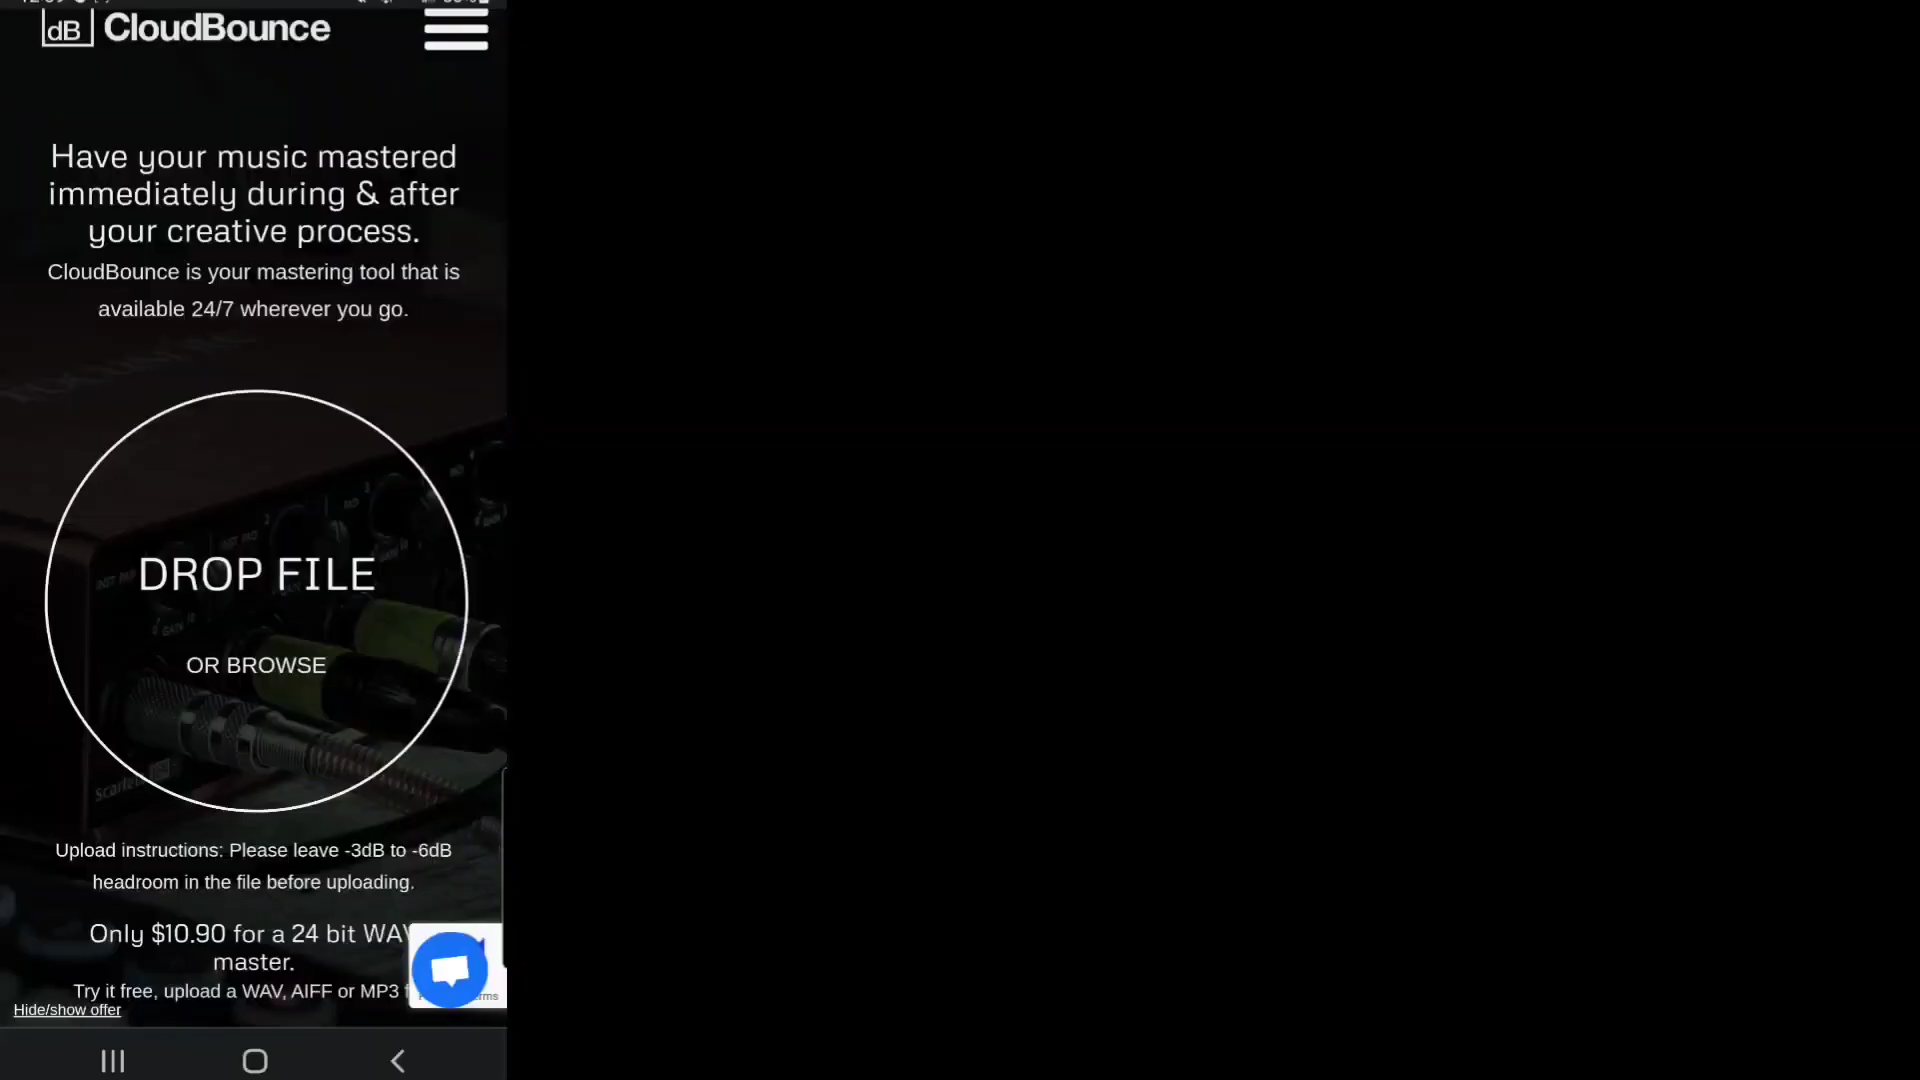 dB CloudBounce
Have your music mastered
immediately during & after
your creative process.
CloudBounce is your mastering tool that is
available 24/7 wherever you go.
DROP FILE
OR BROWSE
Upload instructions: Please leave -3dB to -6dB
headroom in the file before uploading.
Only $10.90 for a 24 bit WAV
master.
Try it free, upload a WAV, AIFF or MP3
Hide/show offer